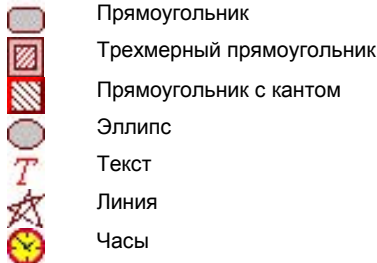 Прямоугольник
Трехмерный прямоугольник
Прямоугольник с кантом
Эллипс
T Текст
Линия
Часы